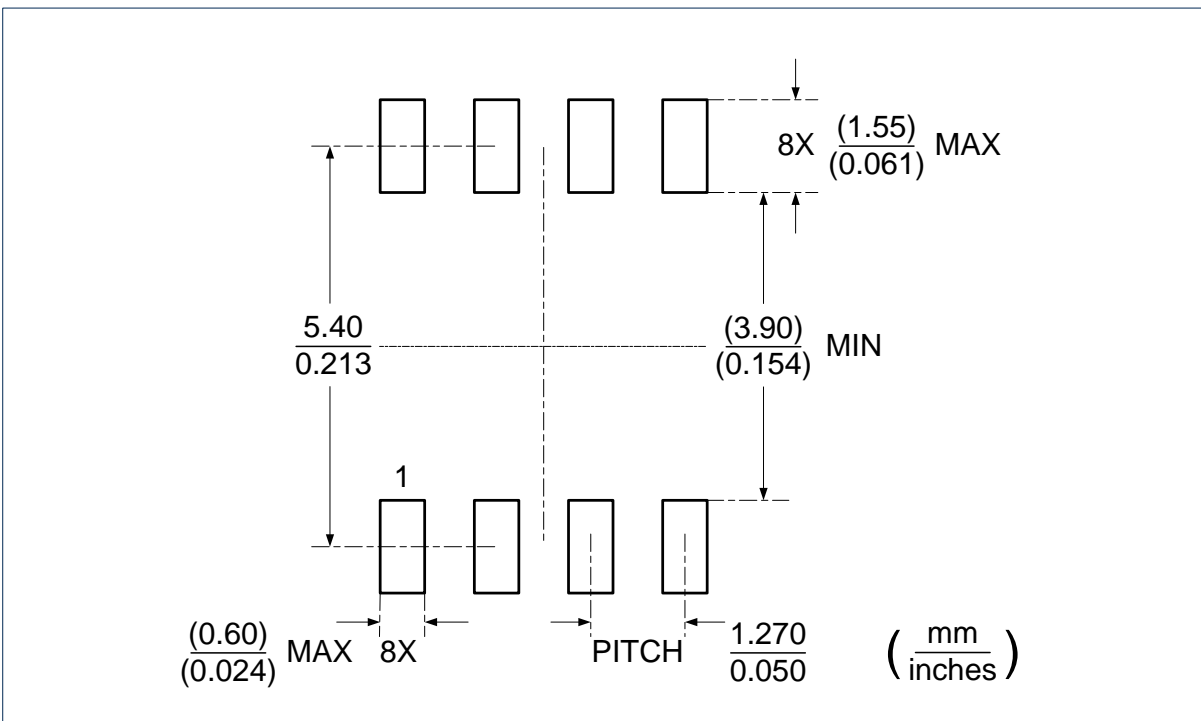 8X (1.55) MAX
(0.061)
5.40
0.213
(3.90) MIN
(0.154)
1
(0.60) MAX 8X
(0.024)
PITCH 1.270
0.050
( mm
inches )